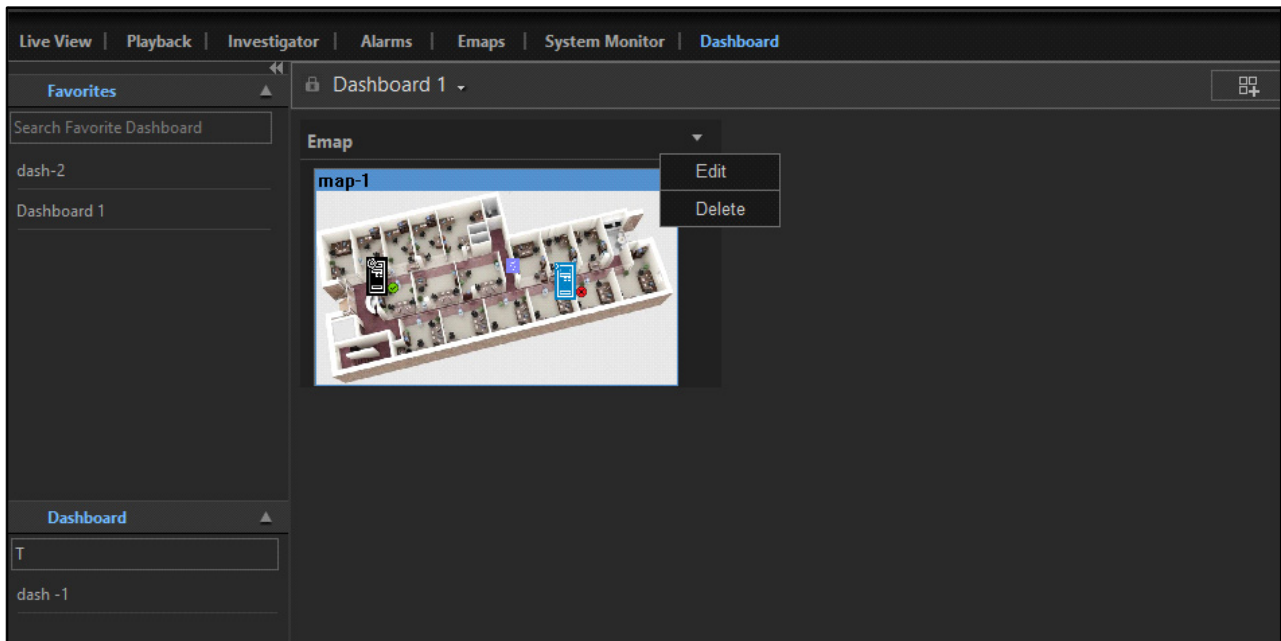 Live View | Playback | Investigator | Alarms | Emaps | System Monitor | Dashboard
Favorites
Search Favorite Dashboard
dash-2
Dashboard 1
Dashboard
T
dash -1
Dashboard 1
Emap
map-1
Edit
Delete